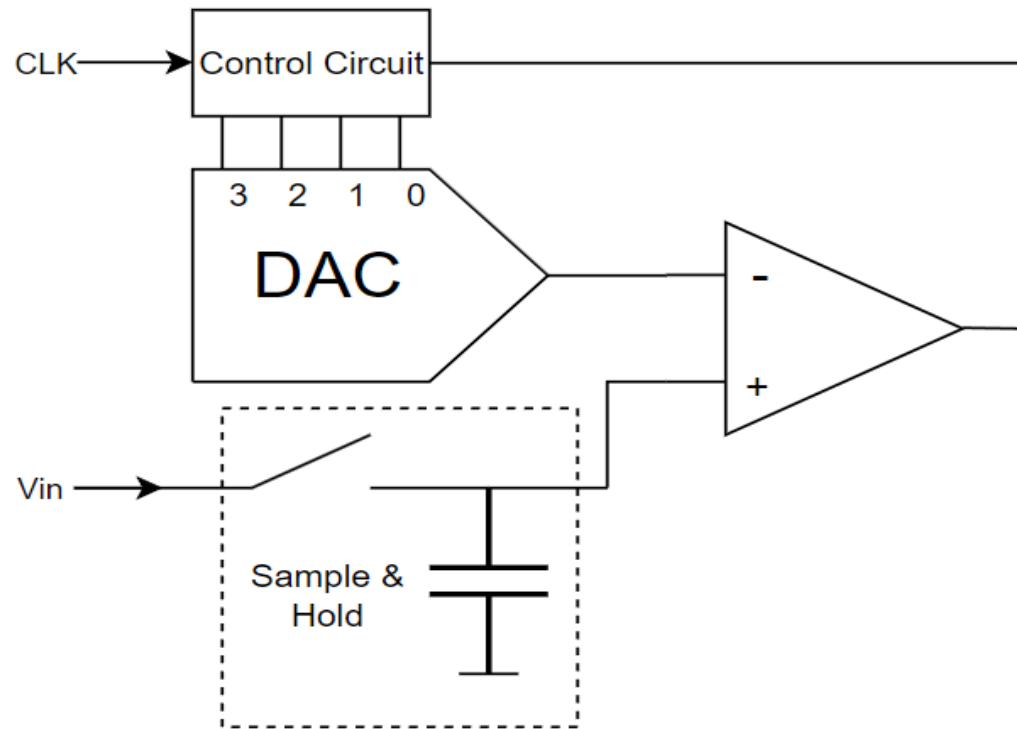 CLK
Control Circuit
3 2 1 0
DAC
-
+
Vin
Sample &
Hold